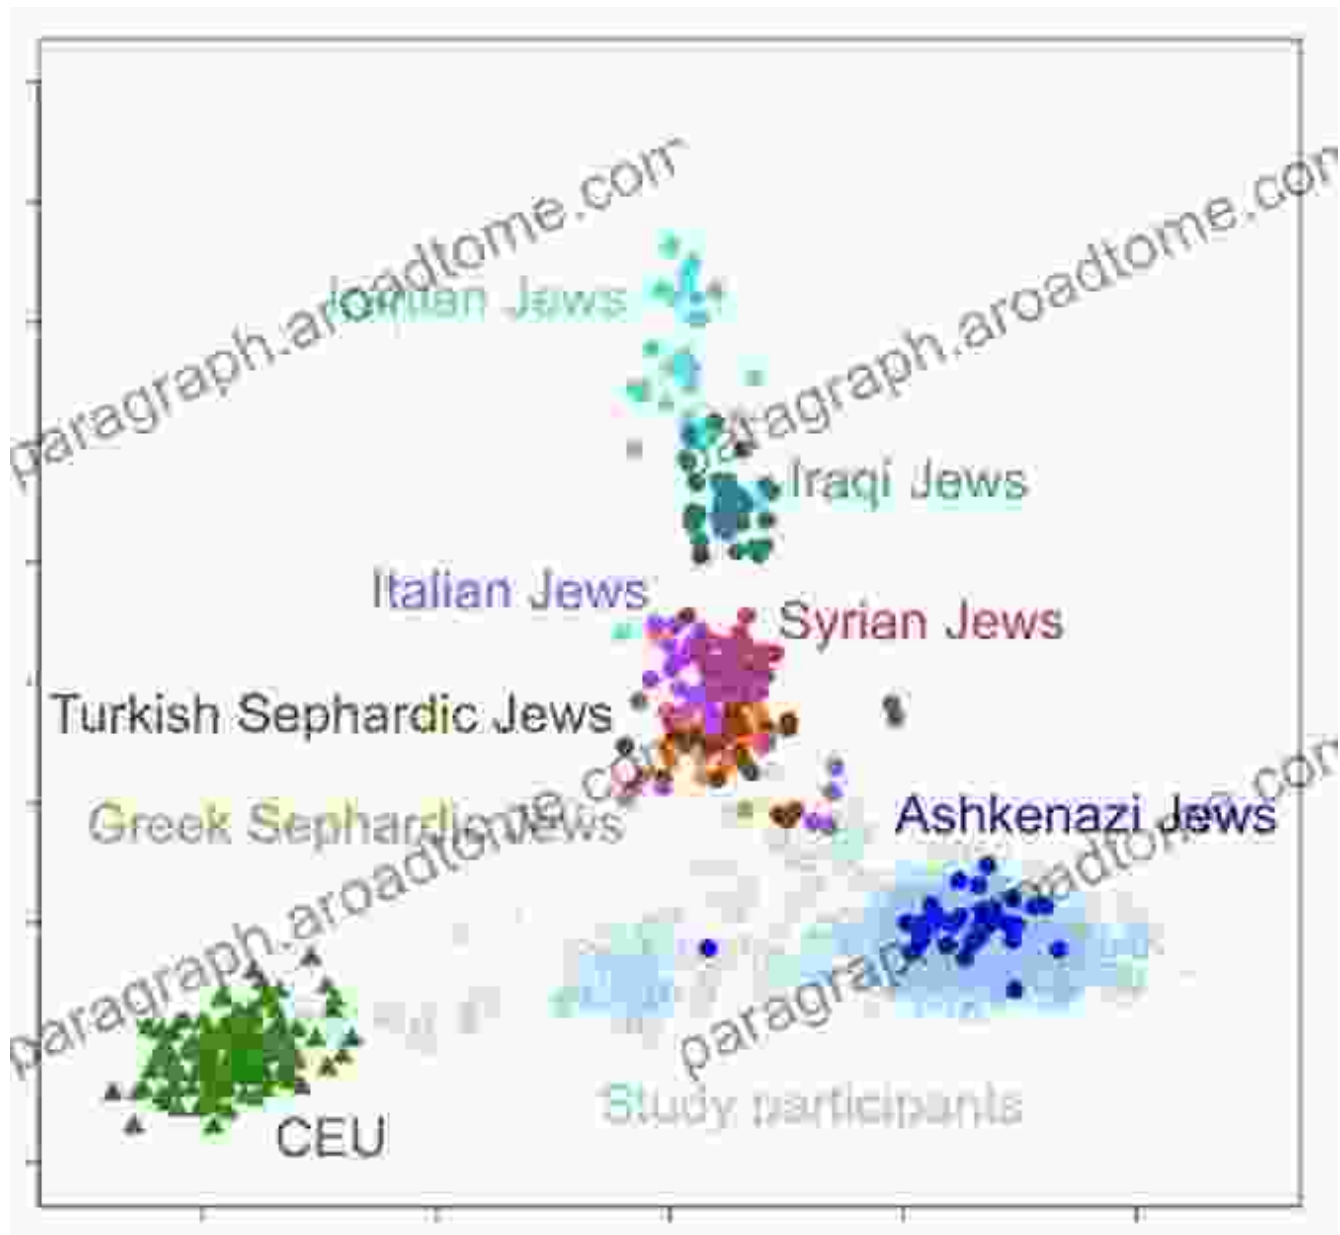 paragraph.aroadtome.com
paragraph.aroadtome.com
Jews
Iraqi Jews
Italian Jews
Syrian Jews
Turkish Sephardic Jews
Greek Sephardic Jews
Ashkenazi Jews
paragraph.aroadtome.com
paragraph.aroadtome.com
Study participants
CEU